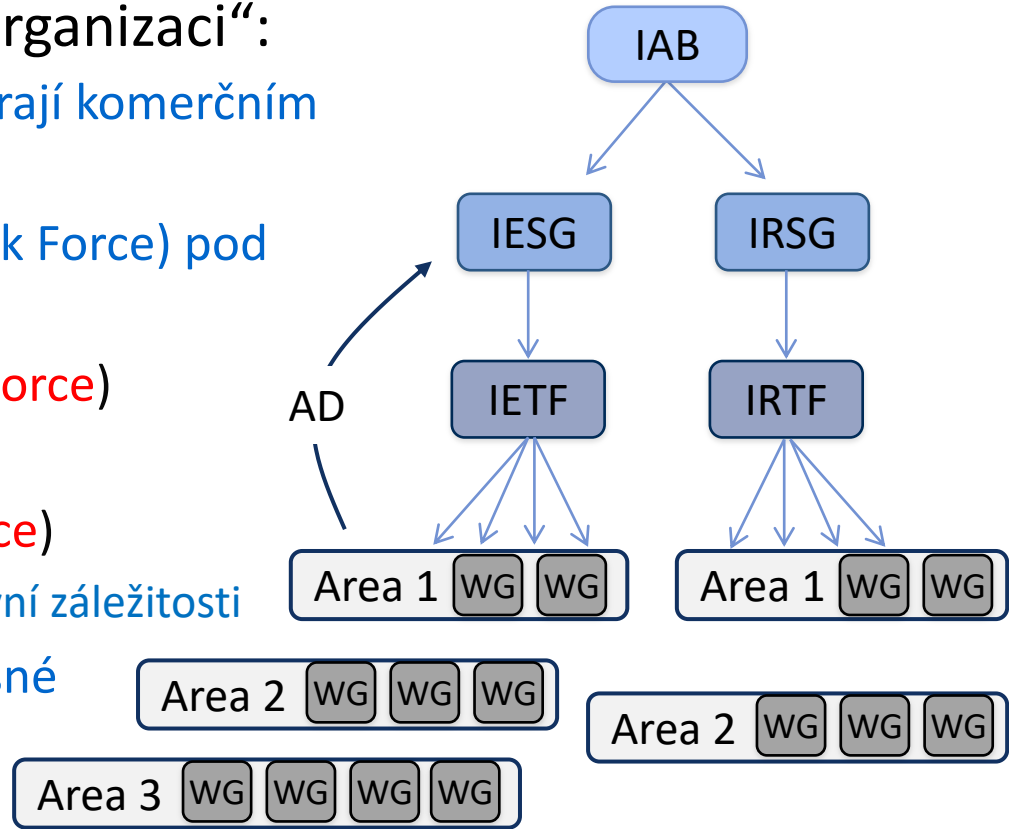 rganizaci“:
rají komerčním
k Force) pod
orce)
ce)
ní záležitosti
né
IAB
IESG IRSG
AD
IETF IRTF
Area 1 WG WG
Area 1 WG WG
Area 2 WG WG WG
Area 2 WG WG WG
Area 3 WG WG WG WG